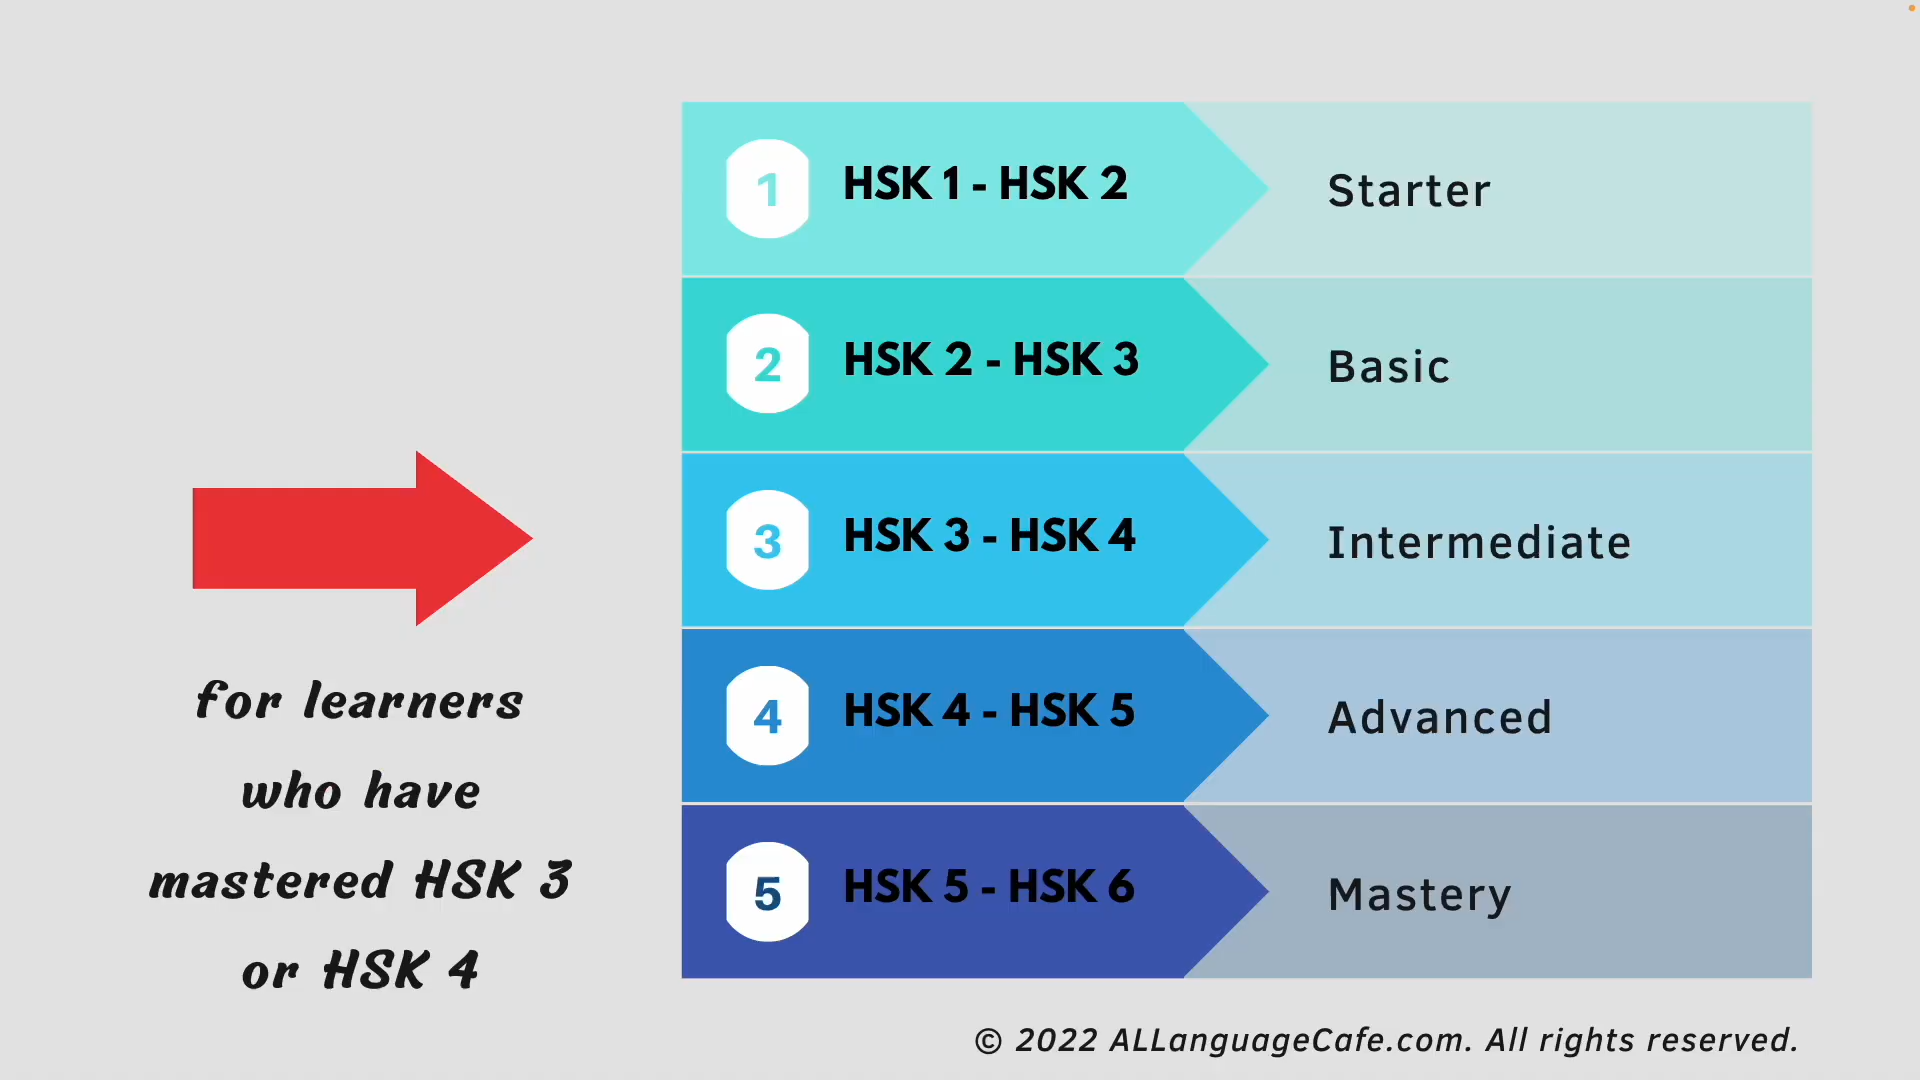 1 HSK 1 - HSK 2 Starter
2 HSK 2 - HSK 3 Basic
3 HSK 3 - HSK 4 Intermediate
4 HSK 4 - HSK 5 Advanced
5 HSK 5 - HSK 6 Mastery
for learners
who have
mastered HSK 3
or HSK 4
© 2022 ALLanguageCafe.com. All rights reserved.